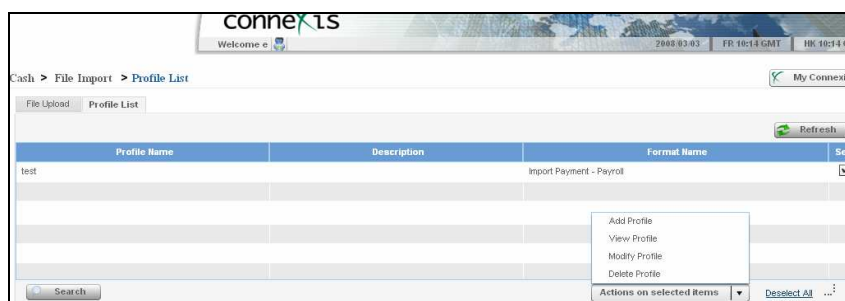 connexis
Welcome e 2008/03/03 FR 10:14 GMT HK 10:14
Cash > File Import > Profile List My Connexi
File Upload Profile List
Refresh
Profile Name Description Format Name Se
test Import Payment - Payroll
Add Profile
View Profile
Modify Profile
Delete Profile
Search Actions on selected items Deselect All ...